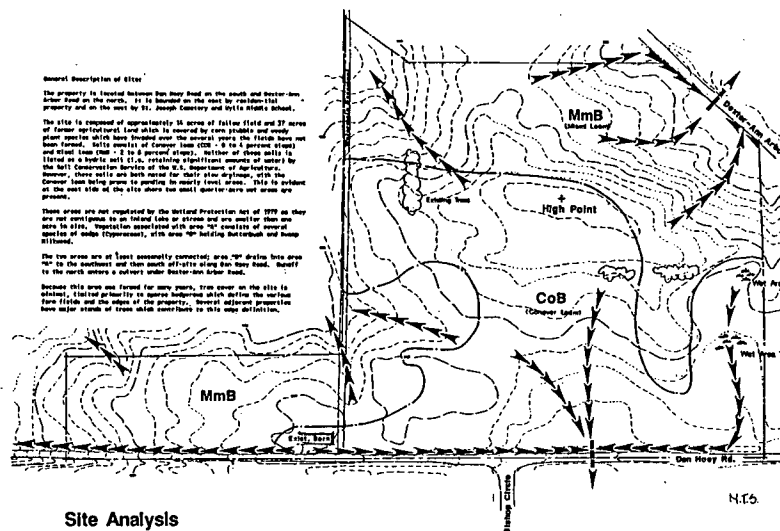 General Description of Site:
The property is located between Dan Hoey Road on the south and Dexter-Ann
Arbor Road on the north. It is bounded on the east by residential
property and on the west by St. Joseph Cemetery and Wylie Middle School.
The site is composed of approximately 14 acres of fallow field and 37 acres
of former agricultural land which is covered by corn stubble and weedy
plant species which have invaded over the several years the fields have not
been farmed. Soils consist of Conover loam (COB - 0 to 4 percent slope)
and Miami loam (MmB - 2 to 6 percent slope). Neither of these soils is
listed as a hydric soil (i.e. retaining significant amounts of water) by
the Soil Conservation Service of the U.S. Department of Agriculture.
However, these soils are both noted for their slow drainage, with the
Conover loam being prone to ponding in nearly level areas. This is evident
at the east side of the site where two small quarter-acre wet areas are
present.
These areas are not regulated by the Wetland Protection Act of 1979 as they
are not contiguous to an inland lake or stream and are smaller than one
acre in size. Vegetation associated with area "A" consists of several
species of sedge (Cyperaceae), with area "B" holding Buttonbush and Swamp
Milkweed.
The two areas are at least seasonally connected; area "B" drains into area
"A" to the southwest and then south off-site along Dan Hoey Road. Runoff
to the north enters a culvert under Dexter-Ann Arbor Road.
Because this area was farmed for many years, tree cover on the site is
minimal, limited primarily to sparse hedgerows which define the various
farm fields and the edges of the property. Several adjacent properties
have major stands of trees which contribute to this edge definition.
MmB
(Miami Loam)
Dexter-Ann Arbor
Existing Trees
High Point
CoB
(Conover Loam)
Wet Area
Wet Area
MmB
Exist. Barn
Dan Hoey Rd.
Bishop Circle
N.T.S.
Site Analysis